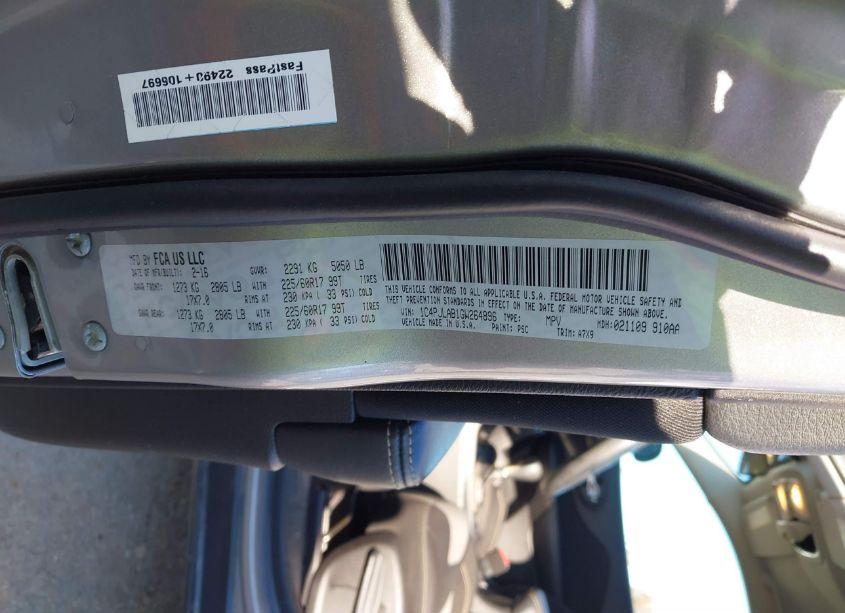 FastPass 22490+106697
MFD BY FCA US LLC
DATE OF MFR(BUILT): 2-16 GVWR: 2291 KG 5050 LB
GAWR FRONT: 1273 KG 2805 LB WITH 225/60R17 99T TIRES
17X7.0 RIMS AT 230 KPA ( 33 PSI) COLD
GAWR REAR: 1273 KG 2805 LB WITH 225/60R17 99T TIRES
17X7.0 RIMS AT 230 KPA ( 33 PSI) COLD
THIS VEHICLE CONFORMS TO ALL APPLICABLE U.S.A. FEDERAL MOTOR VEHICLE SAFETY AND
THEFT PREVENTION STANDARDS IN EFFECT ON THE DATE OF MANUFACTURE SHOWN ABOVE.
VIN: 1C4PJLAB1GW264896 TYPE: MPV MDH:021109 910AA
VEHICLE MADE IN U.S.A. PAINT: PSC TRIM: A7X9